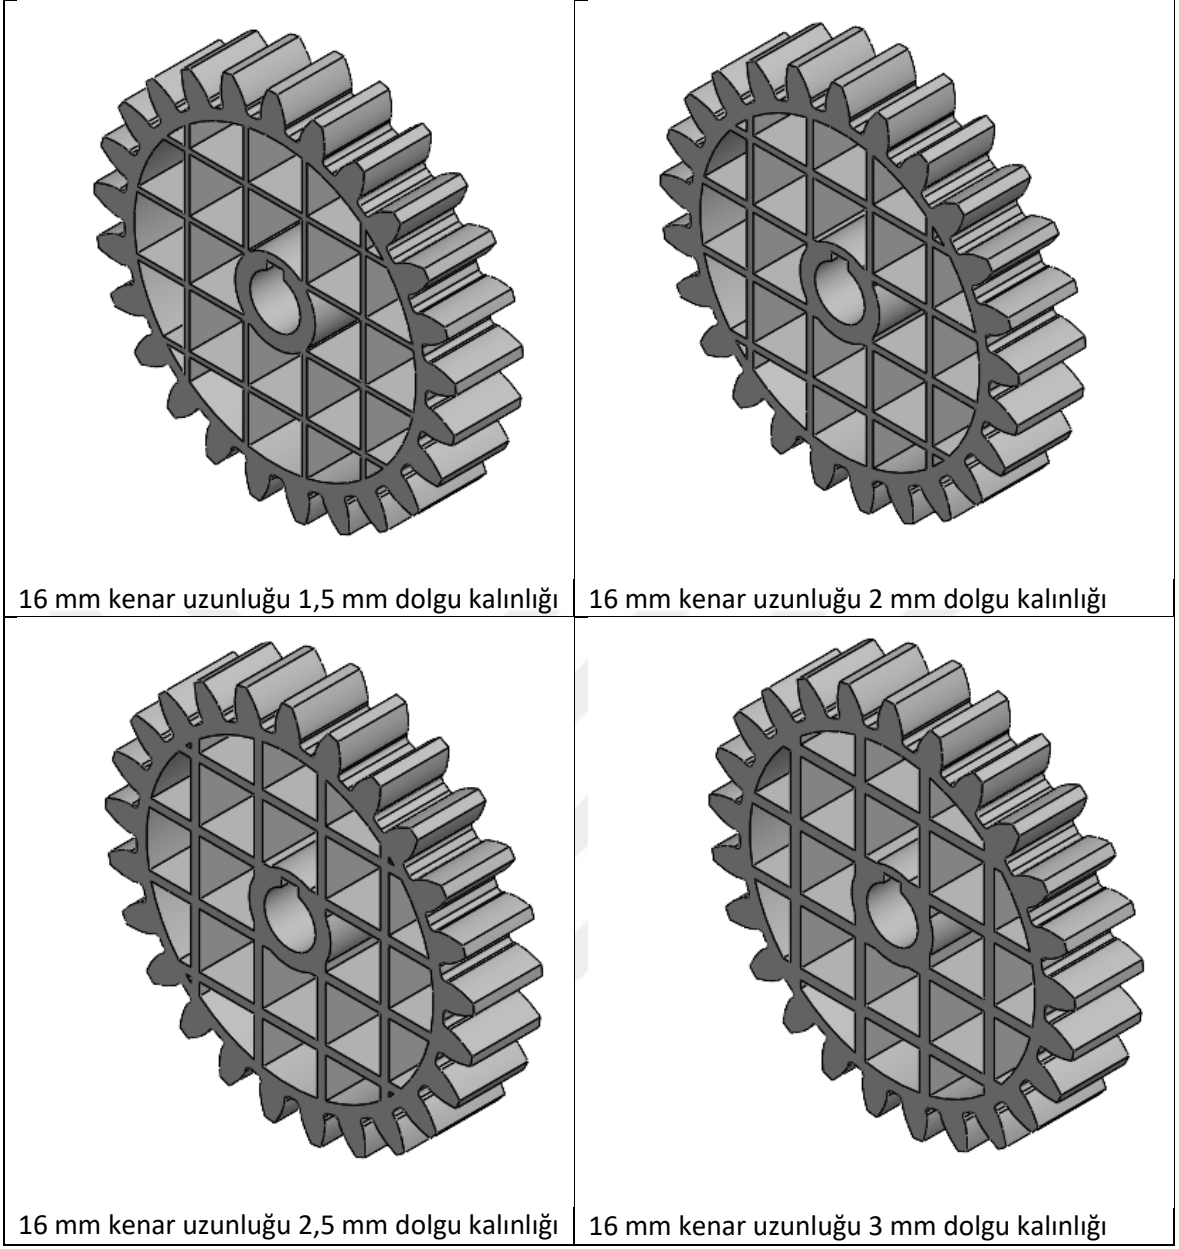 16 mm kenar uzunluğu 1,5 mm dolgu kalınlığı
16 mm kenar uzunluğu 2 mm dolgu kalınlığı
16 mm kenar uzunluğu 2,5 mm dolgu kalınlığı
16 mm kenar uzunluğu 3 mm dolgu kalınlığı